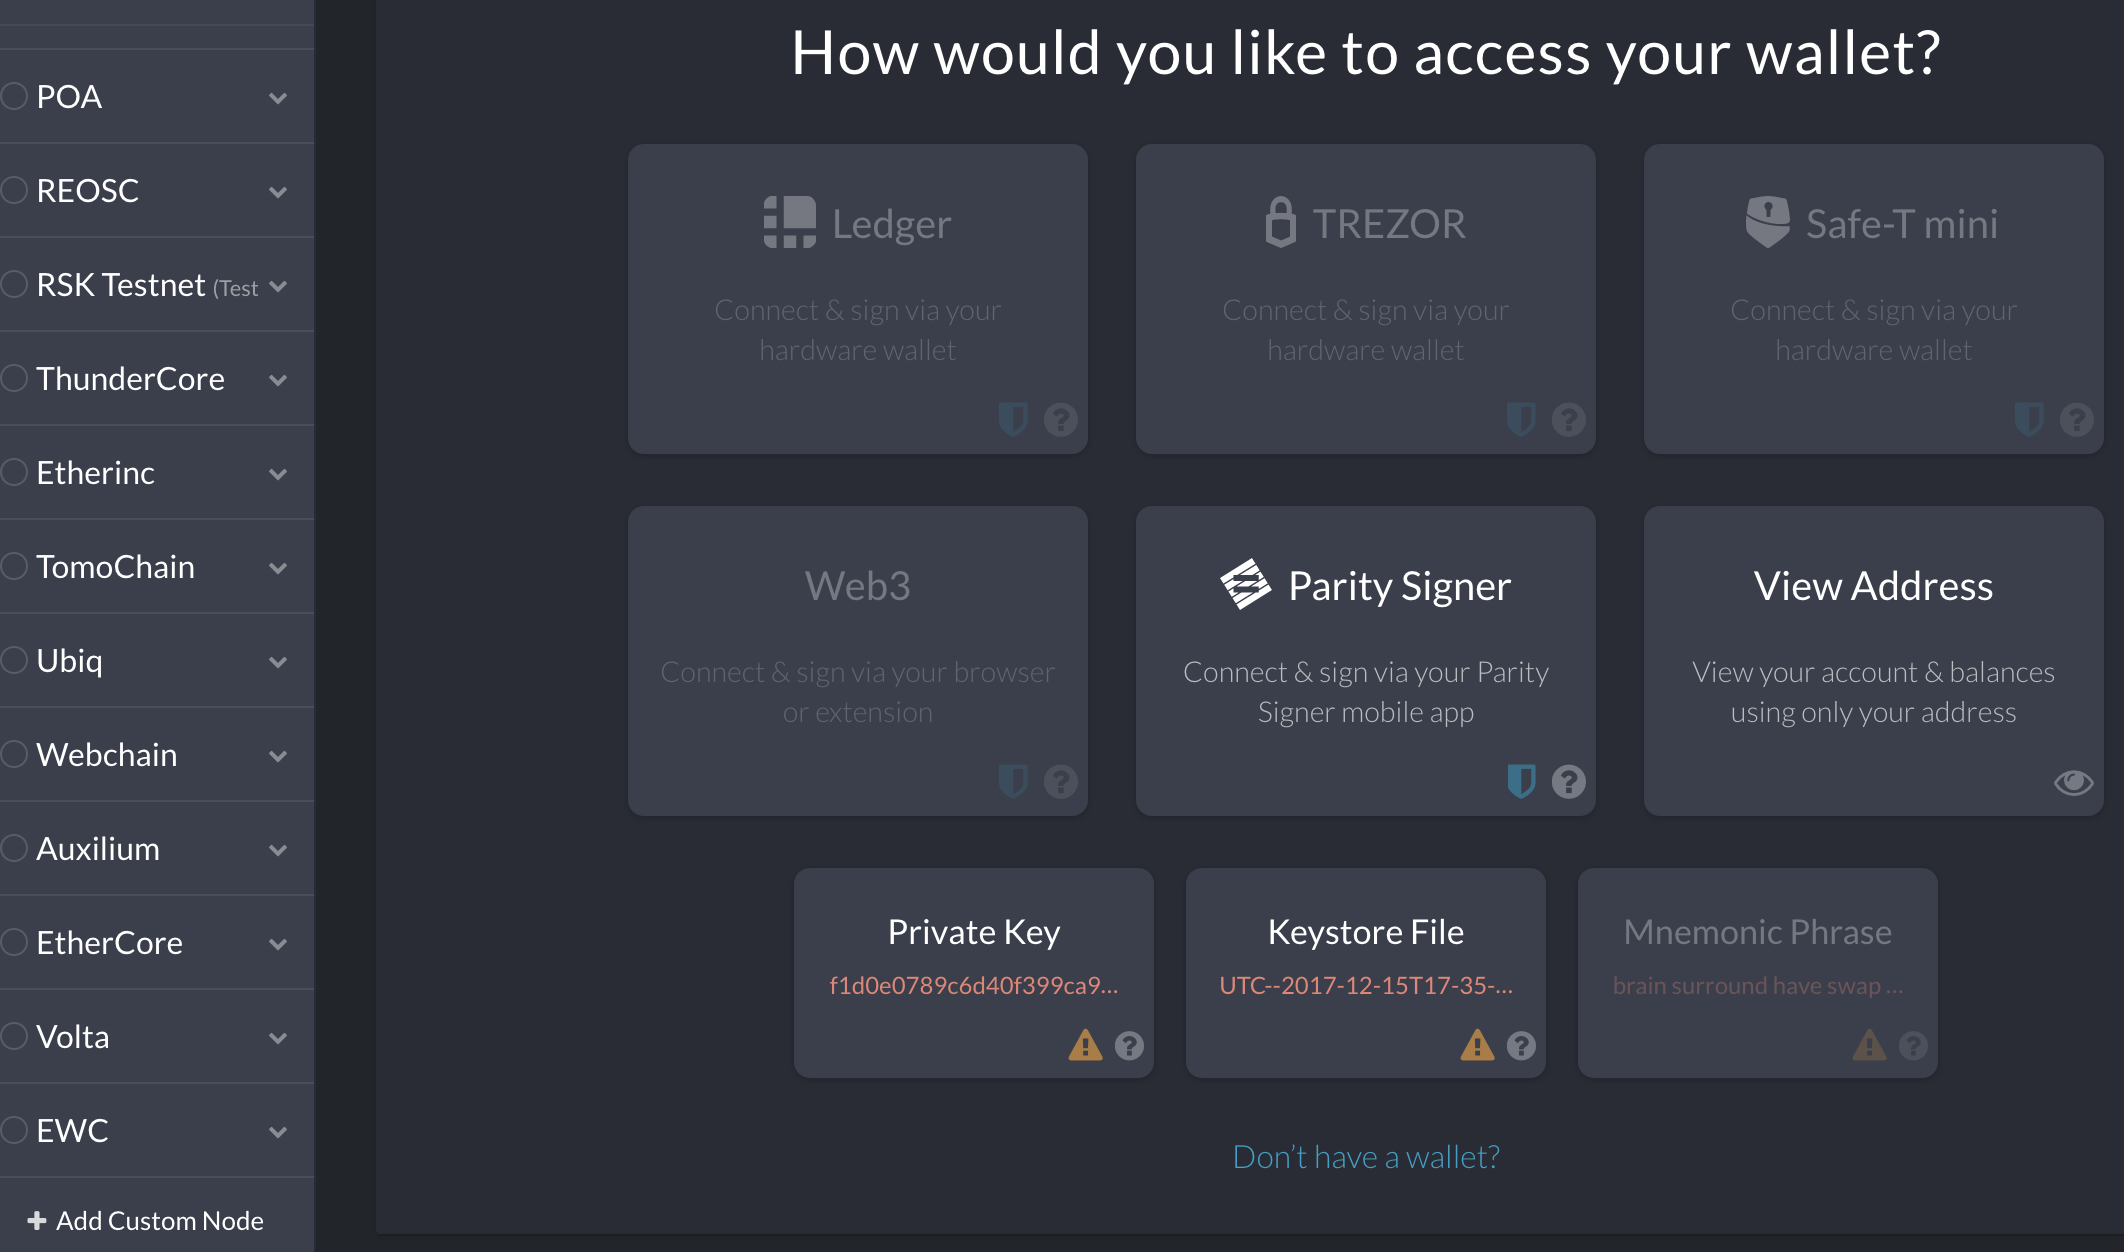 How would you like to access your wallet?
POA
REOSC
RSK Testnet (Test
ThunderCore
Etherinc
TomoChain
Ubiq
Webchain
Auxilium
EtherCore
Volta
EWC
Add Custom Node
Ledger
Connect & sign via your
hardware wallet
TREZOR
Connect & sign via your
hardware wallet
Safe-T mini
Connect & sign via your
hardware wallet
Web3
Connect & sign via your browser
or extension
Parity Signer
Connect & sign via your Parity
Signer mobile app
View Address
View your account & balances
using only your address
Private Key
f1d0e0789c6d40f399ca9...
Keystore File
UTC--2017-12-15T17-35-...
Mnemonic Phrase
brain surround have swap ...
Don't have a wallet?